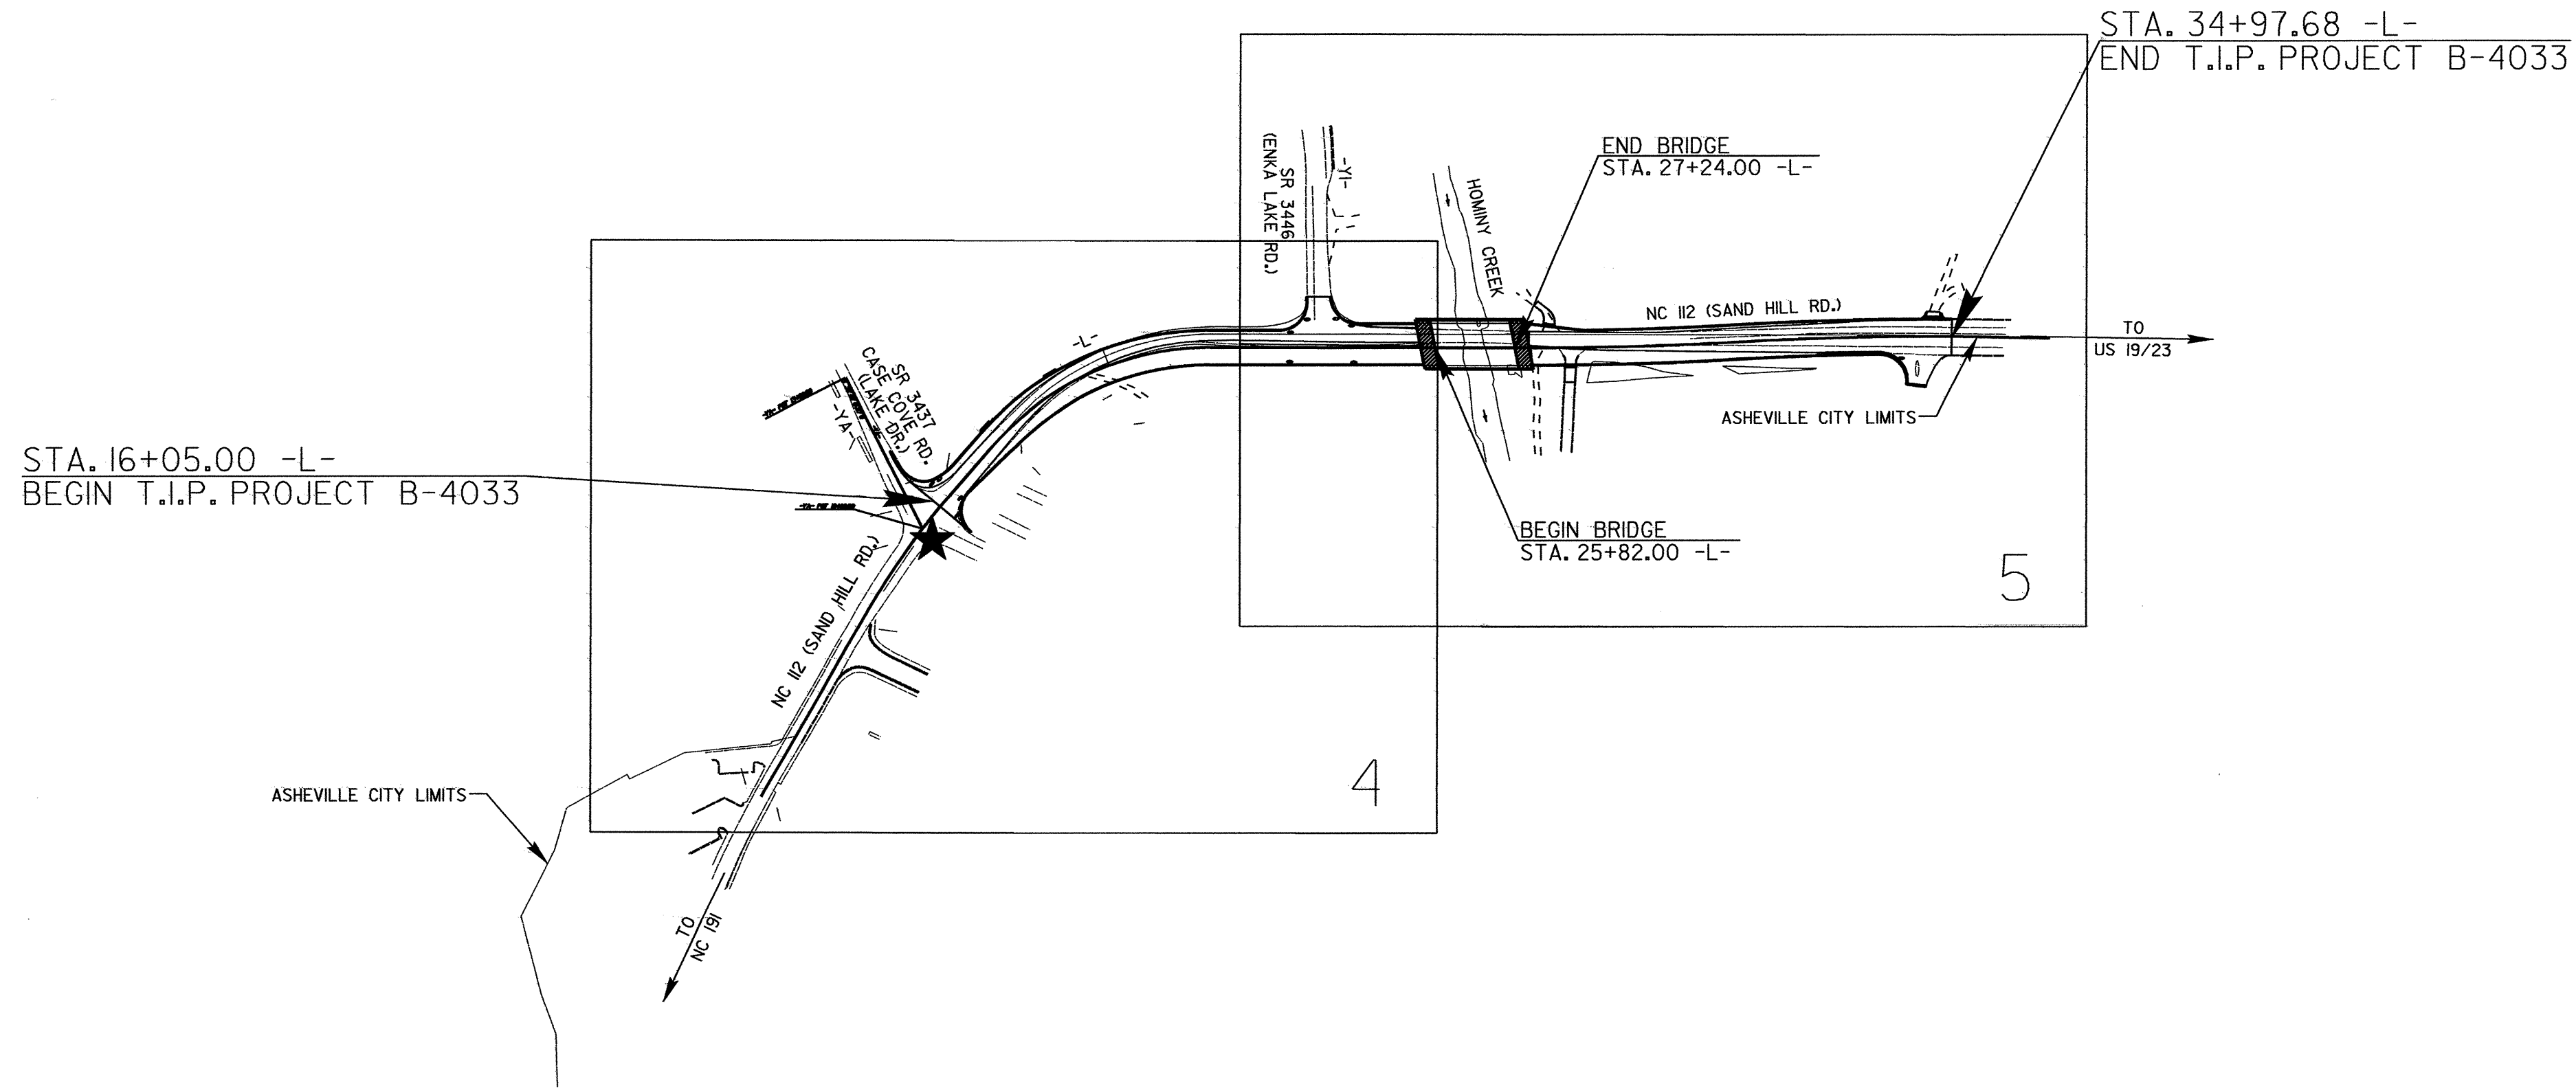 STA. 34+97.68 -L-
END T.I.P. PROJECT B-4033
END BRIDGE
STA. 27+24.00 -L-
SR 3446
(ENKA LAKE RD.)
-Y1-
HOMINY CREEK
NC 112 (SAND HILL RD.)
TO
US 19/23
-L-
SR 3437
CASE COVE RD.
(LAKE DR.)
-YA-
ASHEVILLE CITY LIMITS
STA. 16+05.00 -L-
BEGIN T.I.P. PROJECT B-4033
BEGIN BRIDGE
STA. 25+82.00 -L-
5
NC 112 (SAND HILL RD.)
4
ASHEVILLE CITY LIMITS
TO
NC 191